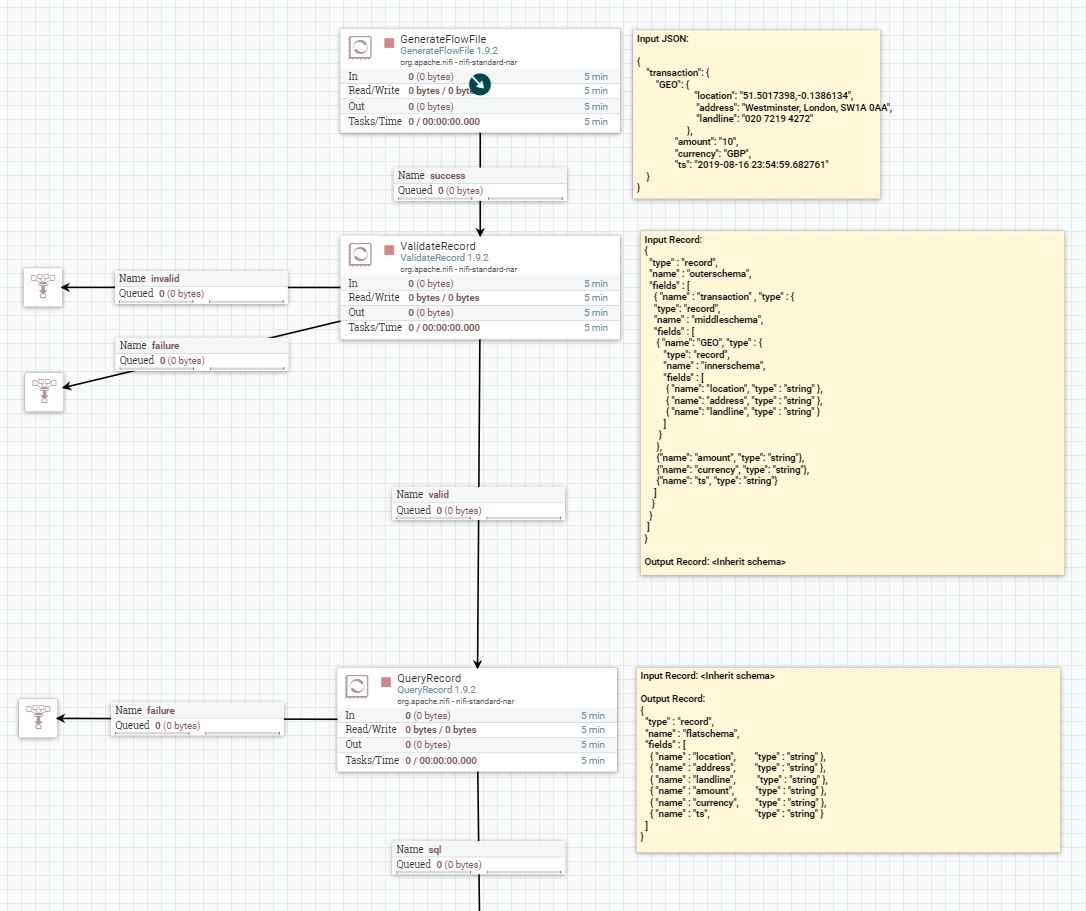 GenerateFlowFile
GenerateFlowFile 1.9.2
org.apache.nifi - nifi-standard-nar
In 0 (0 bytes) 5 min
Read/Write 0 bytes / 0 byte 5 min
Out 0 (0 bytes) 5 min
Tasks/Time 0 / 00:00:00.000 5 min
Input JSON:
{
"transaction": {
"GEO": {
"location": "51.5017398,-0.1386134",
"address": "Westminster, London, SW1A 0AA",
"landline": "020 7219 4272"
},
"amount": "10",
"currency": "GBP",
"ts": "2019-08-16 23:54:59.682761"
}
}
Name success
Queued 0 (0 bytes)
ValidateRecord
ValidateRecord 1.9.2
org.apache.nifi - nifi-standard-nar
In 0 (0 bytes) 5 min
Read/Write 0 bytes / 0 bytes 5 min
Out 0 (0 bytes) 5 min
Tasks/Time 0 / 00:00:00.000 5 min
Name invalid
Queued 0 (0 bytes)
Name failure
Queued 0 (0 bytes)
Input Record:
{
"type" : "record",
"name" : "outerschema",
"fields" : [
{ "name" : "transaction" , "type" : {
"type": "record",
"name" : "middleschema",
"fields" : [
{ "name": "GEO", "type" : {
"type": "record",
"name" : "innerschema",
"fields" : [
{ "name": "location", "type" : "string" },
{ "name": "address", "type" : "string" },
{ "name": "landline", "type" : "string" }
]
}
},
{"name": "amount", "type": "string"},
{"name": "currency", "type": "string"},
{"name": "ts", "type": "string"}
]
}
}
]
}
Output Record: <Inherit schema>
Name valid
Queued 0 (0 bytes)
QueryRecord
QueryRecord 1.9.2
org.apache.nifi - nifi-standard-nar
In 0 (0 bytes) 5 min
Read/Write 0 bytes / 0 bytes 5 min
Out 0 (0 bytes) 5 min
Tasks/Time 0 / 00:00:00.000 5 min
Name failure
Queued 0 (0 bytes)
Input Record: <Inherit schema>
Output Record:
{
"type" : "record",
"name" : "flatschema",
"fields" : [
{ "name" : "location", "type" : "string" },
{ "name" : "address", "type" : "string" },
{ "name" : "landline", "type" : "string" },
{ "name" : "amount", "type" : "string" },
{ "name" : "currency", "type" : "string" },
{ "name" : "ts", "type" : "string" }
]
}
Name sql
Queued 0 (0 bytes)